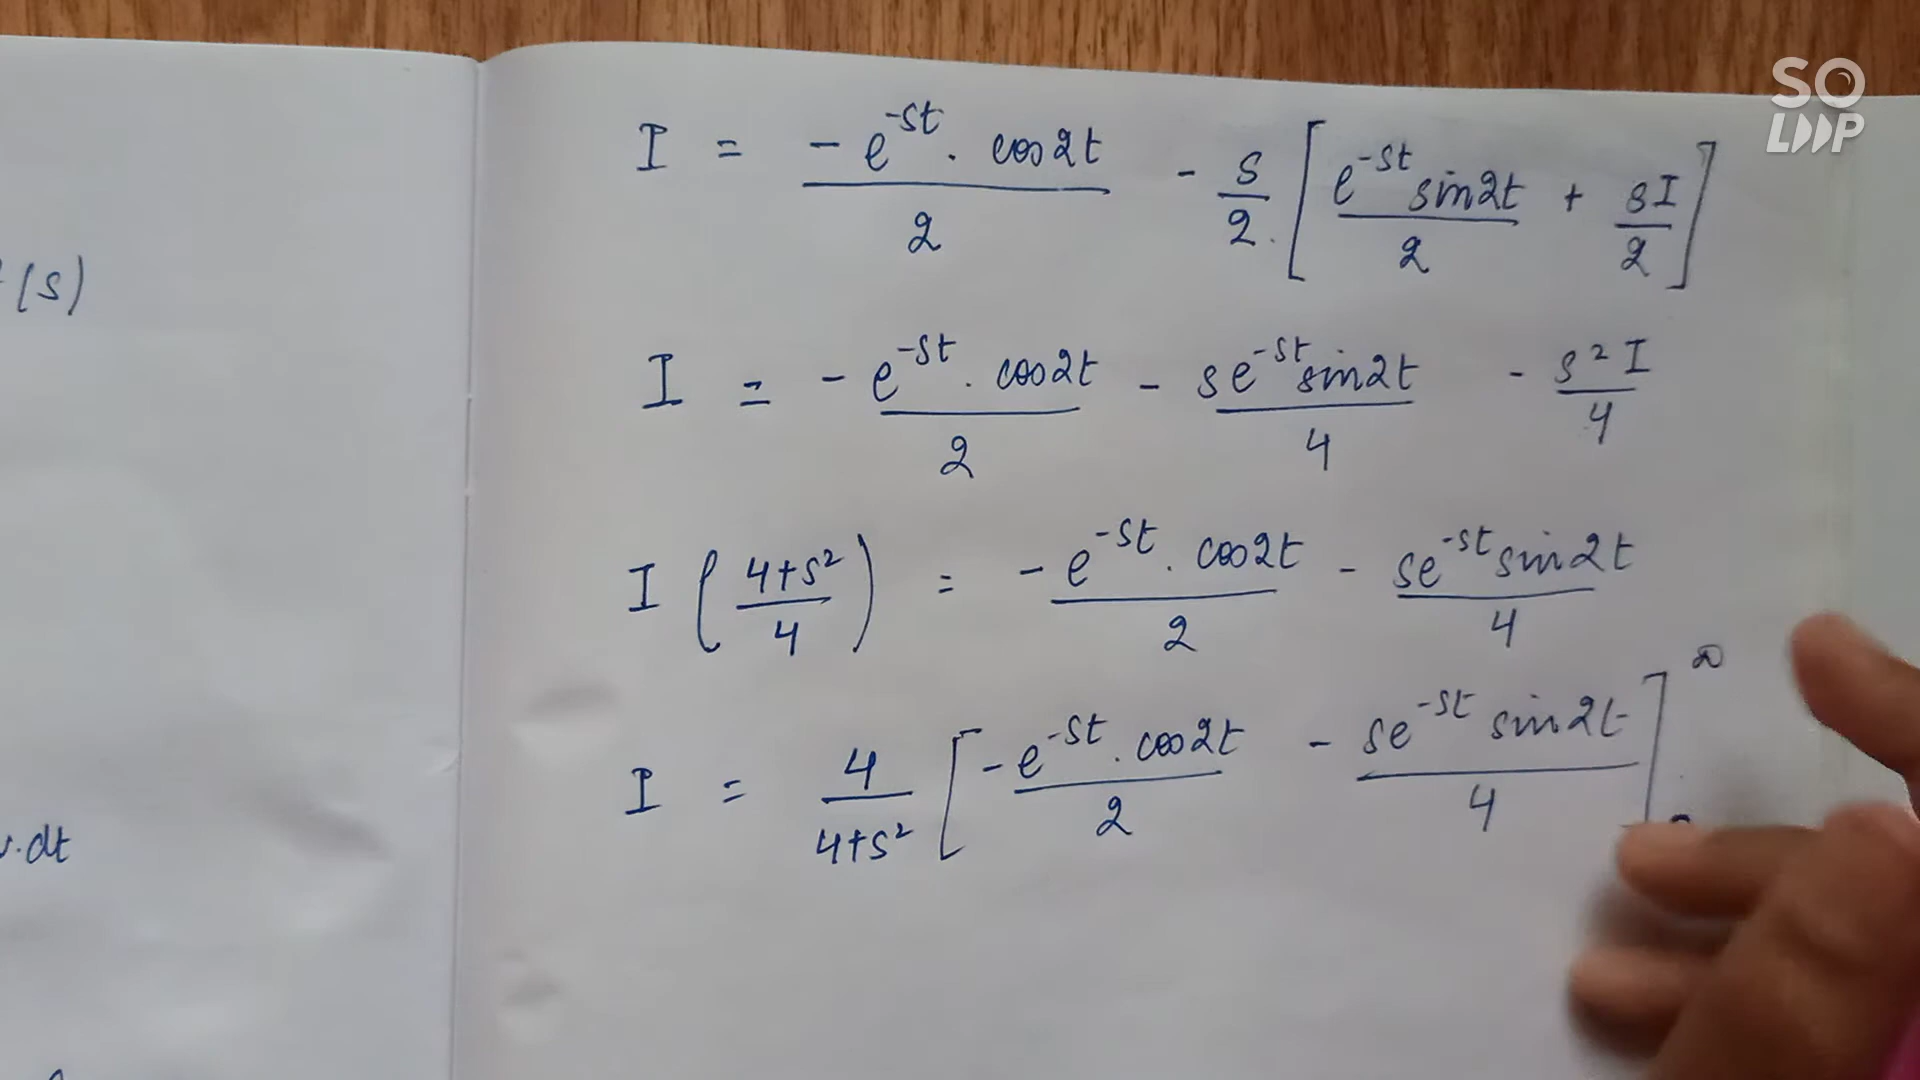 SO
LOOP
I = -e^-st . cos2t / 2 - s/2 [ e^-st sin2t / 2 + sI/2 ]
(s)
I = -e^-st . cos2t / 2 - se^-st sin2t / 4 - s²I / 4
I ( 4+s² / 4 ) = -e^-st . cos2t / 2 - se^-st sin2t / 4
I = 4 / 4+s² [ -e^-st . cos2t / 2 - se^-st sin2t / 4 ]^∞
.dt